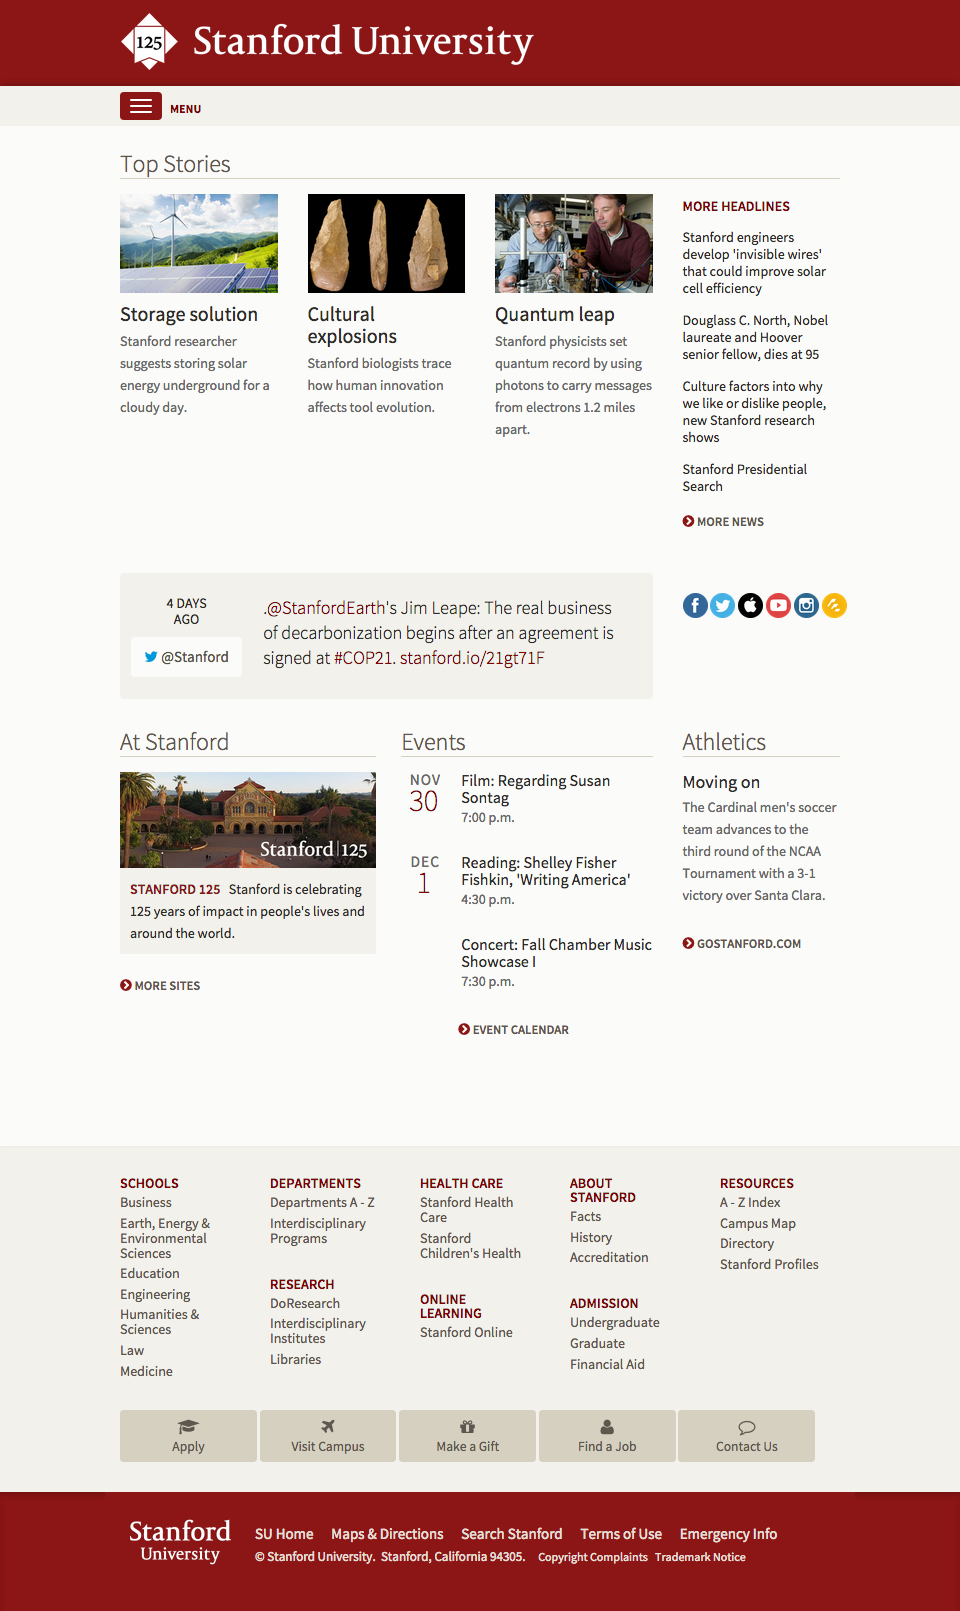 125 Stanford University
MENU
Top Stories
Storage solution
Stanford researcher
suggests storing solar
energy underground for a
cloudy day.
Cultural
explosions
Stanford biologists trace
how human innovation
affects tool evolution.
Quantum leap
Stanford physicists set
quantum record by using
photons to carry messages
from electrons 1.2 miles
apart.
MORE HEADLINES
Stanford engineers
develop 'invisible wires'
that could improve solar
cell efficiency
Douglass C. North, Nobel
laureate and Hoover
senior fellow, dies at 95
Culture factors into why
we like or dislike people,
new Stanford research
shows
Stanford Presidential
Search
MORE NEWS
4 DAYS
AGO
@Stanford
.@StanfordEarth's Jim Leape: The real business
of decarbonization begins after an agreement is
signed at #COP21. stanford.io/21gt71F
At Stanford
Stanford|125
STANFORD 125 Stanford is celebrating
125 years of impact in people's lives and
around the world.
MORE SITES
Events
NOV
30
Film: Regarding Susan
Sontag
7:00 p.m.
DEC
1
Reading: Shelley Fisher
Fishkin, 'Writing America'
4:30 p.m.
Concert: Fall Chamber Music
Showcase I
7:30 p.m.
EVENT CALENDAR
Athletics
Moving on
The Cardinal men's soccer
team advances to the
third round of the NCAA
Tournament with a 3-1
victory over Santa Clara.
GOSTANFORD.COM
SCHOOLS
Business
Earth, Energy &
Environmental
Sciences
Education
Engineering
Humanities &
Sciences
Law
Medicine
DEPARTMENTS
Departments A - Z
Interdisciplinary
Programs
RESEARCH
DoResearch
Interdisciplinary
Institutes
Libraries
HEALTH CARE
Stanford Health
Care
Stanford
Children's Health
ONLINE
LEARNING
Stanford Online
ABOUT
STANFORD
Facts
History
Accreditation
ADMISSION
Undergraduate
Graduate
Financial Aid
RESOURCES
A - Z Index
Campus Map
Directory
Stanford Profiles
Apply
Visit Campus
Make a Gift
Find a Job
Contact Us
Stanford
University
SU Home Maps & Directions Search Stanford Terms of Use Emergency Info
© Stanford University. Stanford, California 94305. Copyright Complaints Trademark Notice